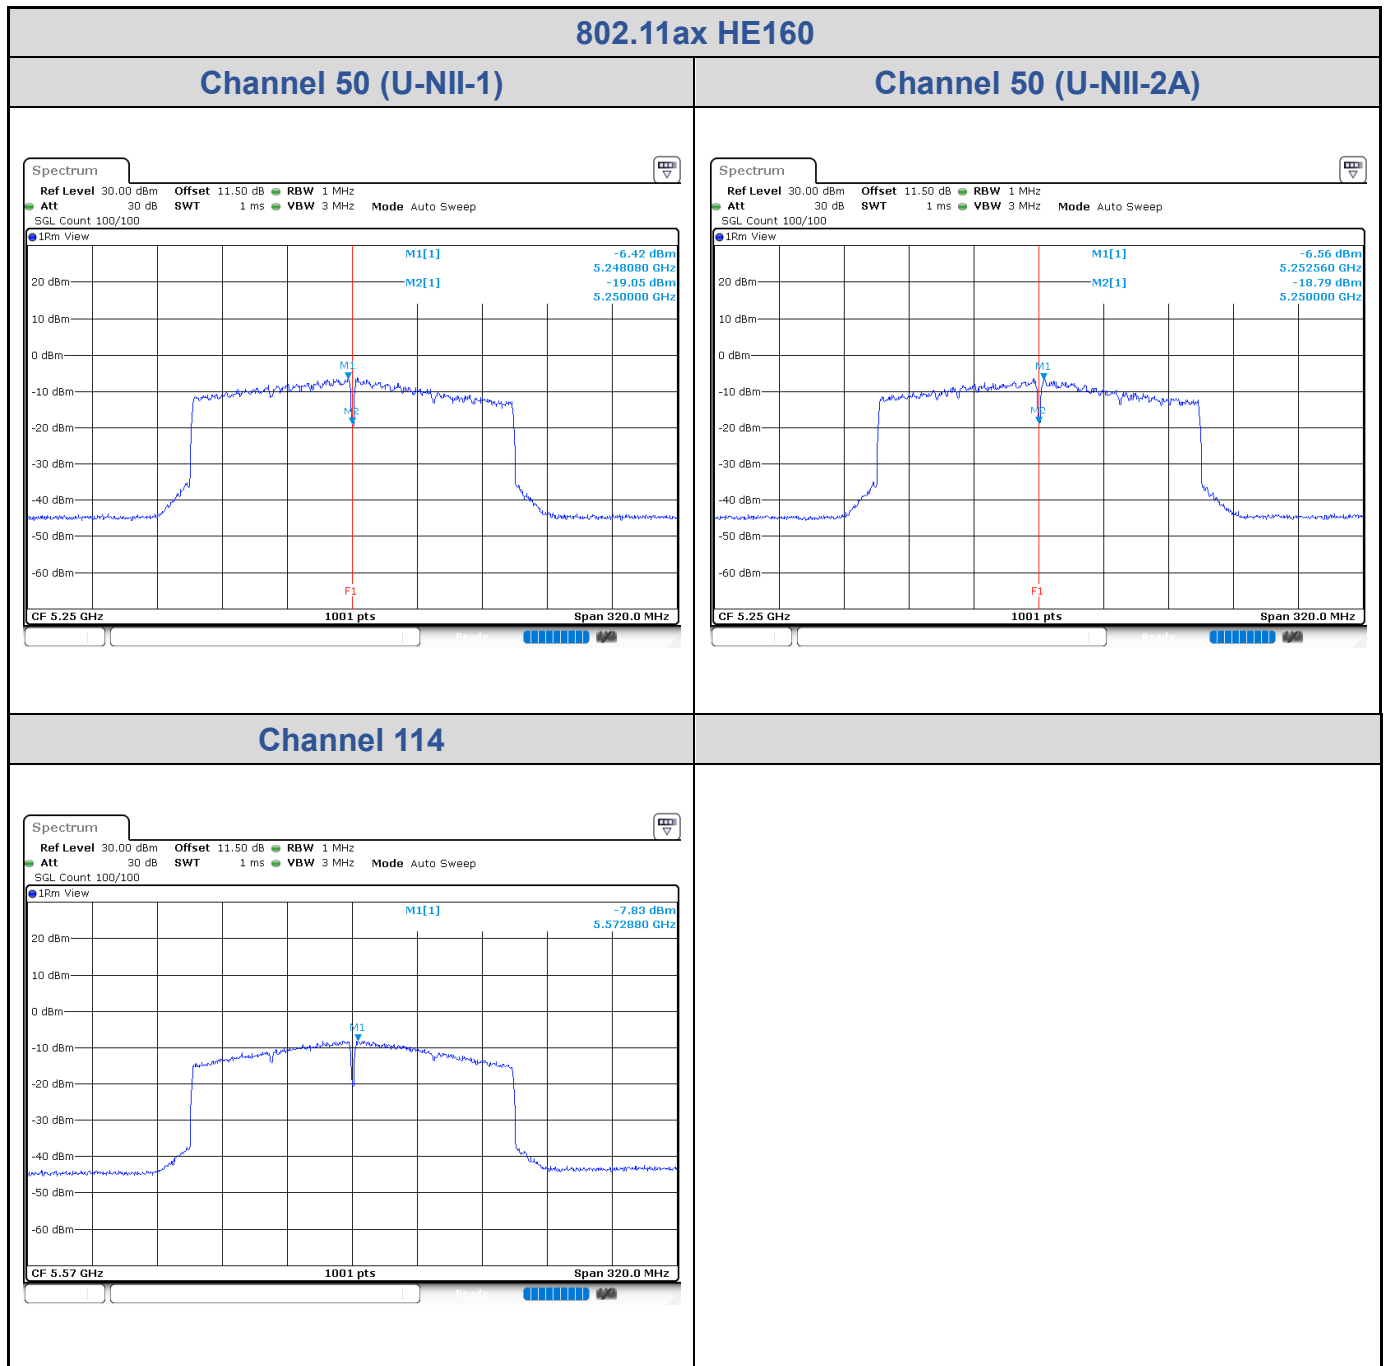 802.11ax HE160
Channel 50 (U-NII-1)
Channel 50 (U-NII-2A)
Spectrum
Ref Level 30.00 dBm Offset 11.50 dB RBW 1 MHz
Att 30 dB SWT 1 ms VBW 3 MHz Mode Auto Sweep
SGL Count 100/100
1Rm View
M1[1] -6.42 dBm
5.248080 GHz
M2[1] -19.05 dBm
5.250000 GHz
20 dBm
10 dBm
0 dBm
M1
-10 dBm
M2
-20 dBm
-30 dBm
-40 dBm
-50 dBm
-60 dBm
F1
CF 5.25 GHz 1001 pts Span 320.0 MHz
Ready
Spectrum
Ref Level 30.00 dBm Offset 11.50 dB RBW 1 MHz
Att 30 dB SWT 1 ms VBW 3 MHz Mode Auto Sweep
SGL Count 100/100
1Rm View
M1[1] -6.56 dBm
5.252560 GHz
M2[1] -18.79 dBm
5.250000 GHz
20 dBm
10 dBm
0 dBm
M1
-10 dBm
M2
-20 dBm
-30 dBm
-40 dBm
-50 dBm
-60 dBm
F1
CF 5.25 GHz 1001 pts Span 320.0 MHz
Ready
Channel 114
Spectrum
Ref Level 30.00 dBm Offset 11.50 dB RBW 1 MHz
Att 30 dB SWT 1 ms VBW 3 MHz Mode Auto Sweep
SGL Count 100/100
1Rm View
M1[1] -7.83 dBm
5.572880 GHz
20 dBm
10 dBm
0 dBm
M1
-10 dBm
-20 dBm
-30 dBm
-40 dBm
-50 dBm
-60 dBm
CF 5.57 GHz 1001 pts Span 320.0 MHz
Ready